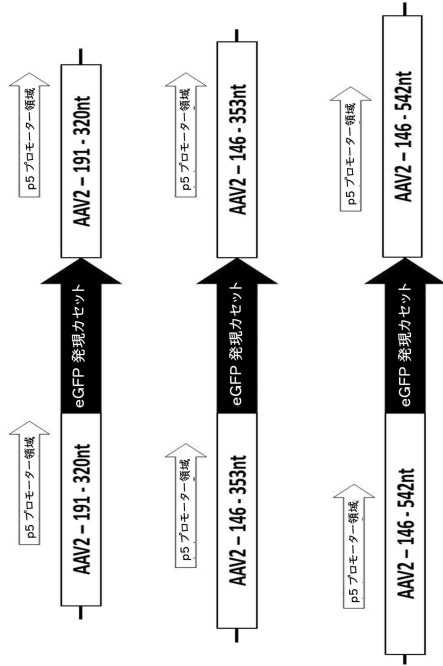 p5 プロモーター領域
p5 プロモーター領域
AAV2 – 191 - 320nt
eGFP 発現カセット
AAV2 – 191 - 320nt
p5 プロモーター領域
p5 プロモーター領域
AAV2 – 146 - 353nt
eGFP 発現カセット
AAV2 – 146 - 353nt
p5 プロモーター領域
p5 プロモーター領域
AAV2 – 146 - 542nt
eGFP 発現カセット
AAV2 – 146 - 542nt